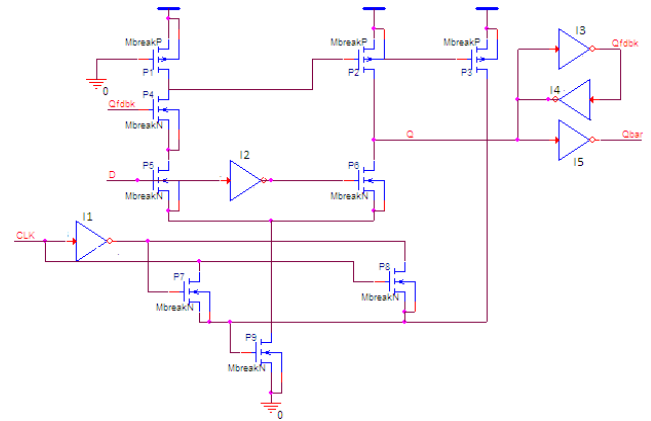 MbreakP
MbreakP
MbreakP
I3
Qfdbk
P1
P2
P3
0
I4
P4
Qfdbk
MbreakN
Q
Qbar
I2
I5
D
P5
P6
MbreakN
MbreakN
I1
CLK
P7
P8
MbreakN
MbreakN
P9
MbreakN
0